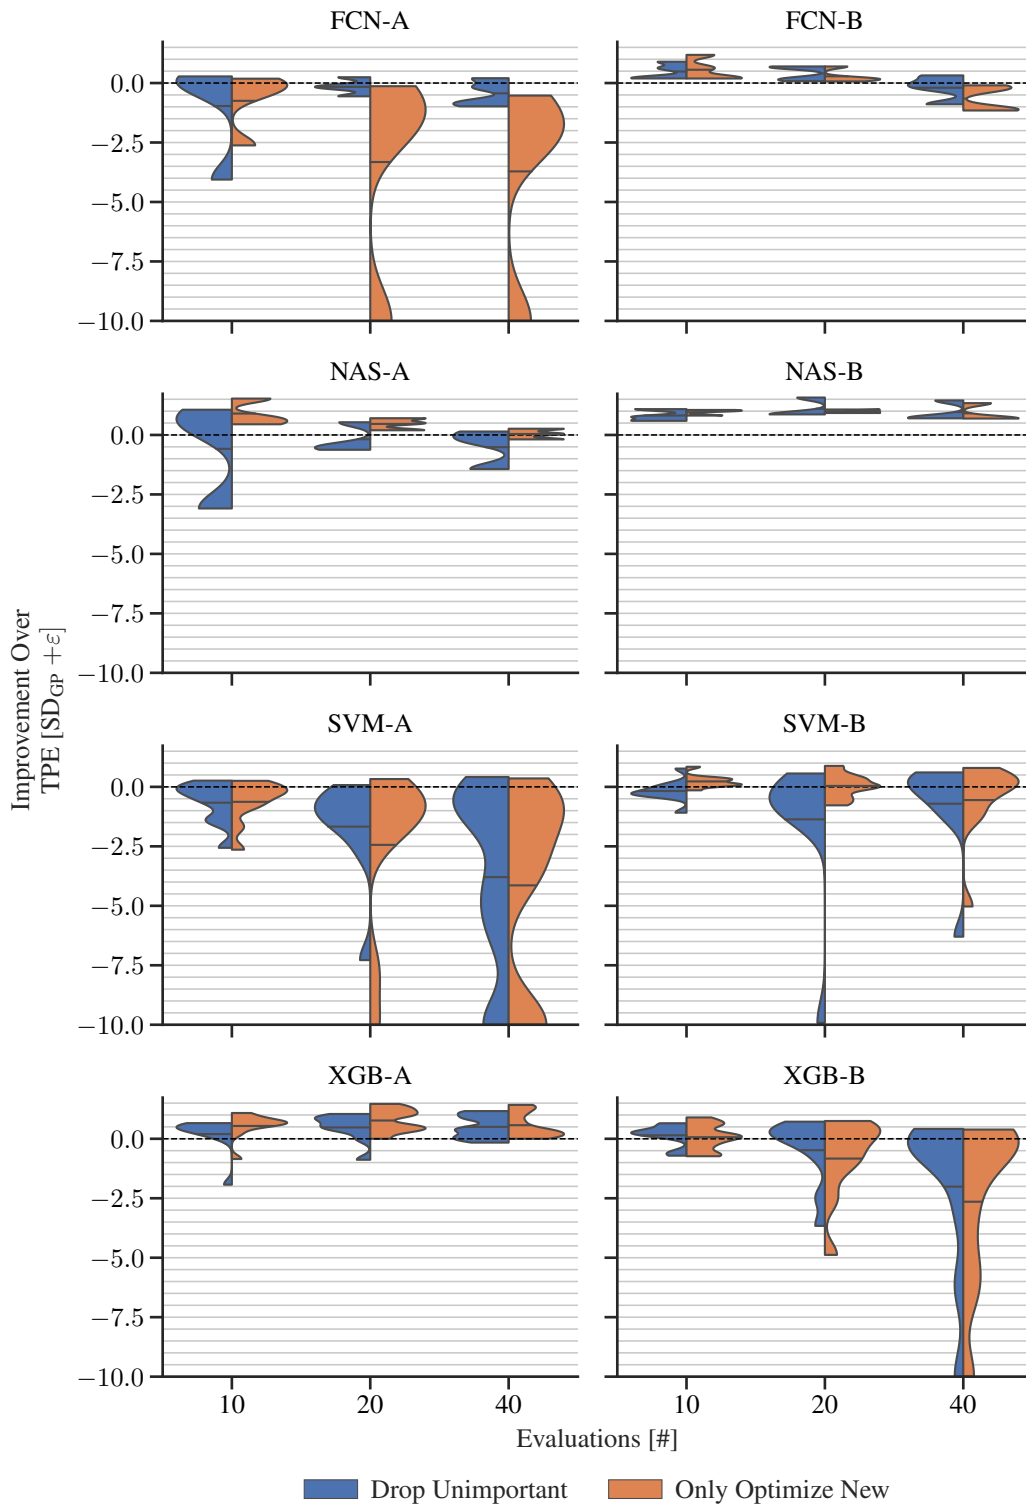 FCN-A
FCN-B
0.0
−2.5
−5.0
−7.5
−10.0
NAS-A
NAS-B
0.0
−2.5
−5.0
−7.5
−10.0
Improvement Over
TPE [SD_GP +ε]
SVM-A
SVM-B
0.0
−2.5
−5.0
−7.5
−10.0
XGB-A
XGB-B
0.0
−2.5
−5.0
−7.5
−10.0
10 20 40 10 20 40
Evaluations [#]
Drop Unimportant Only Optimize New